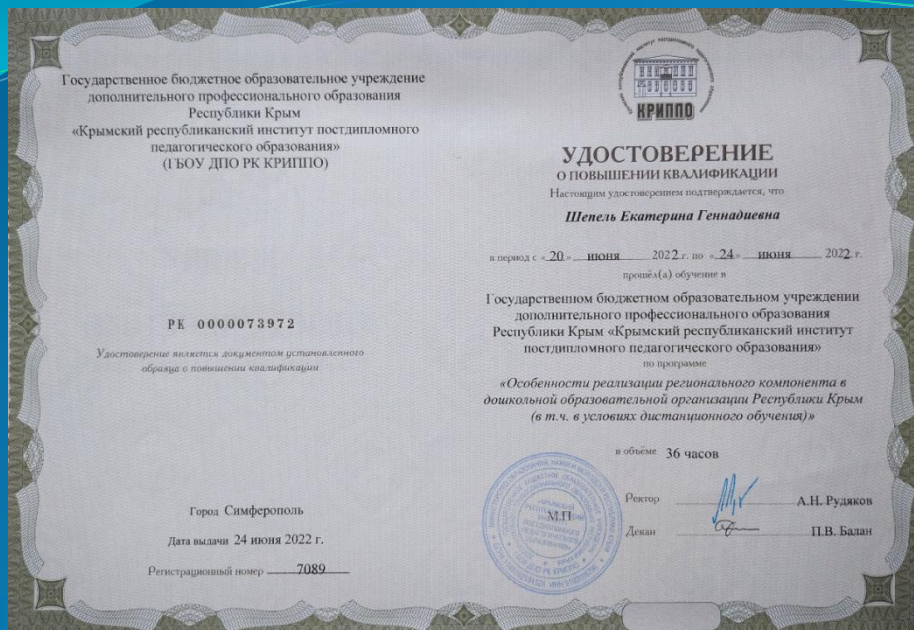 Государственное бюджетное образовательное учреждение
дополнительного профессионального образования
Республики Крым
«Крымский республиканский институт постдипломного
педагогического образования»
(ГБОУ ДПО РК КРИППО)
РК 0000073972
Удостоверение является документом установленного
образца о повышении квалификации
Город Симферополь
Дата выдачи 24 июня 2022 г.
Регистрационный номер 7089
КРИППО
УДОСТОВЕРЕНИЕ
О ПОВЫШЕНИИ КВАЛИФИКАЦИИ
Настоящим удостоверением подтверждается, что
Шепель Екатерина Геннадиевна
в период с «20» июня 2022 г. по «24» июня 2022 г.
прошёл(а) обучение в
Государственном бюджетном образовательном учреждении
дополнительного профессионального образования
Республики Крым «Крымский республиканский институт
постдипломного педагогического образования»
по программе
«Особенности реализации регионального компонента в
дошкольной образовательной организации Республики Крым
(в т.ч. в условиях дистанционного обучения)»
в объёме 36 часов
М.П.
Ректор А.Н. Рудяков
Декан П.В. Балан